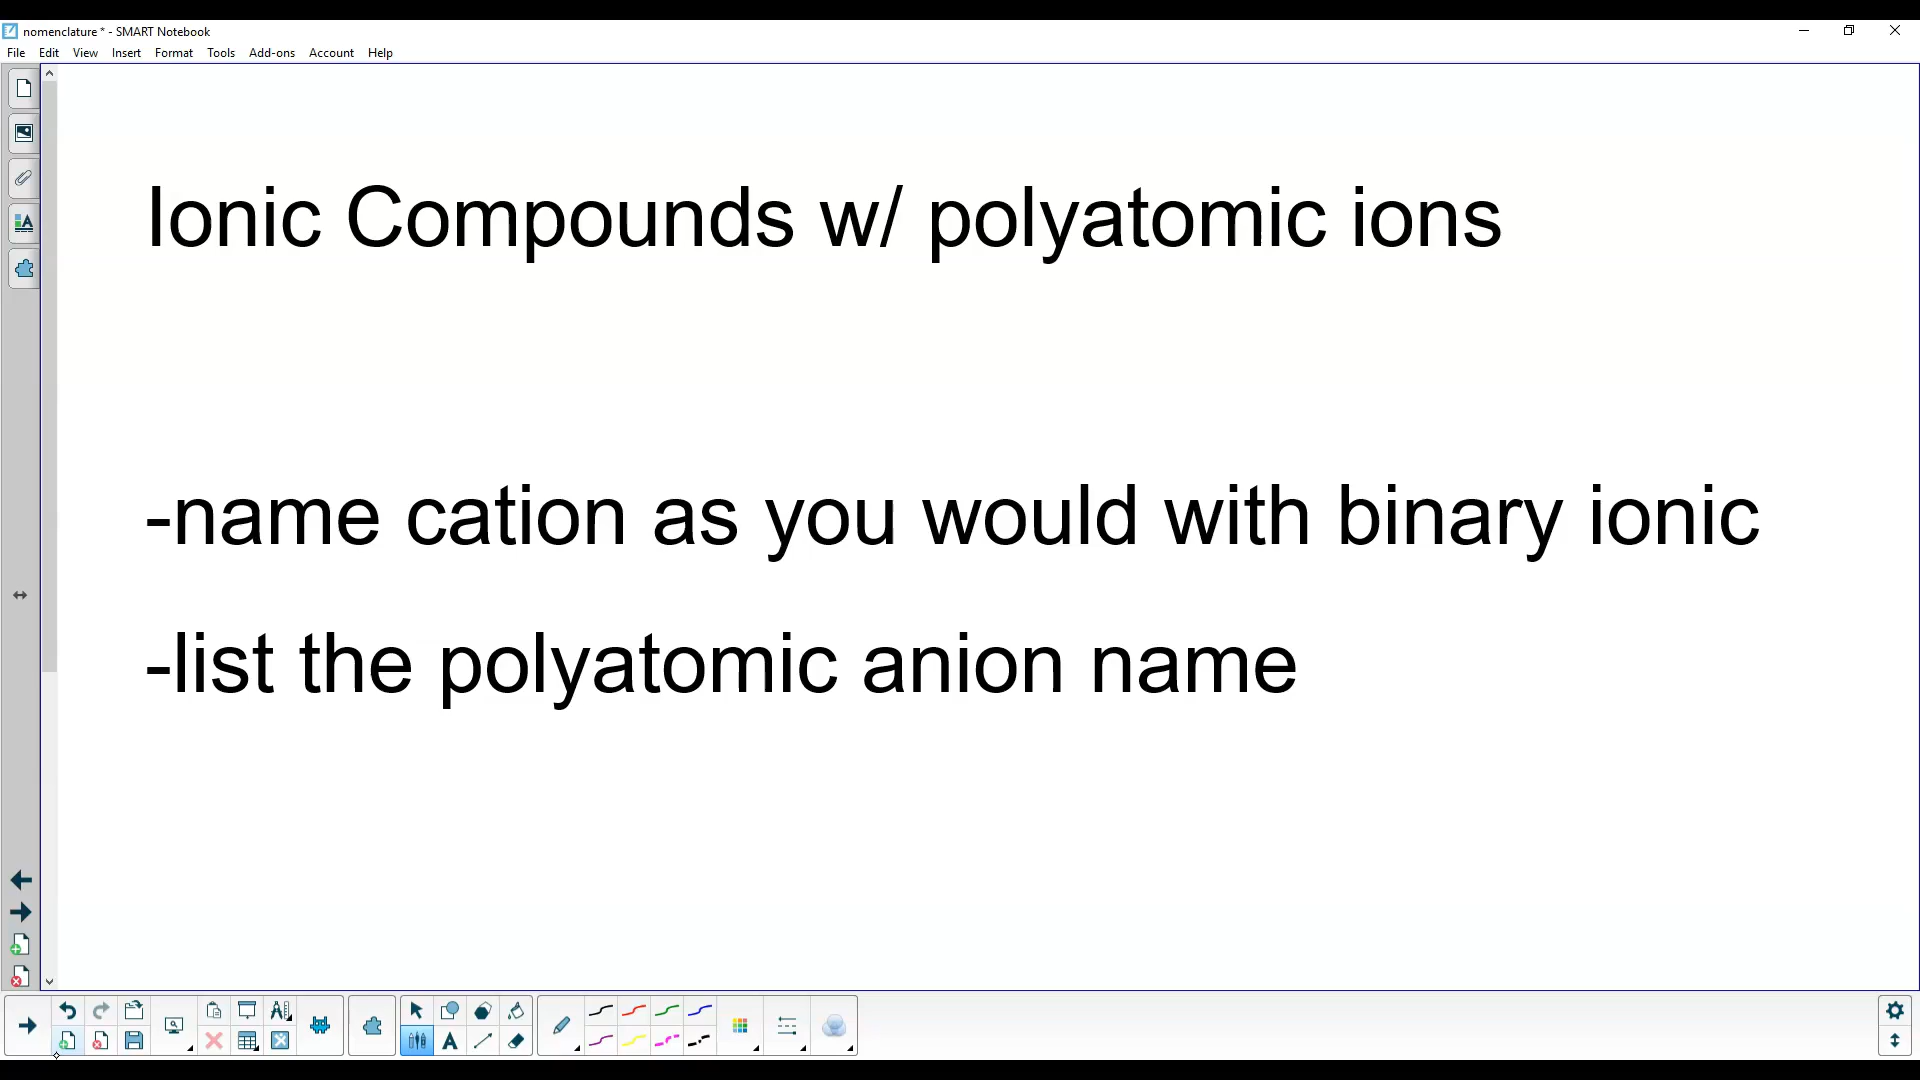 nomenclature * - SMART Notebook
File Edit View Insert Format Tools Add-ons Account Help
Ionic Compounds w/ polyatomic ions
-name cation as you would with binary ionic
-list the polyatomic anion name